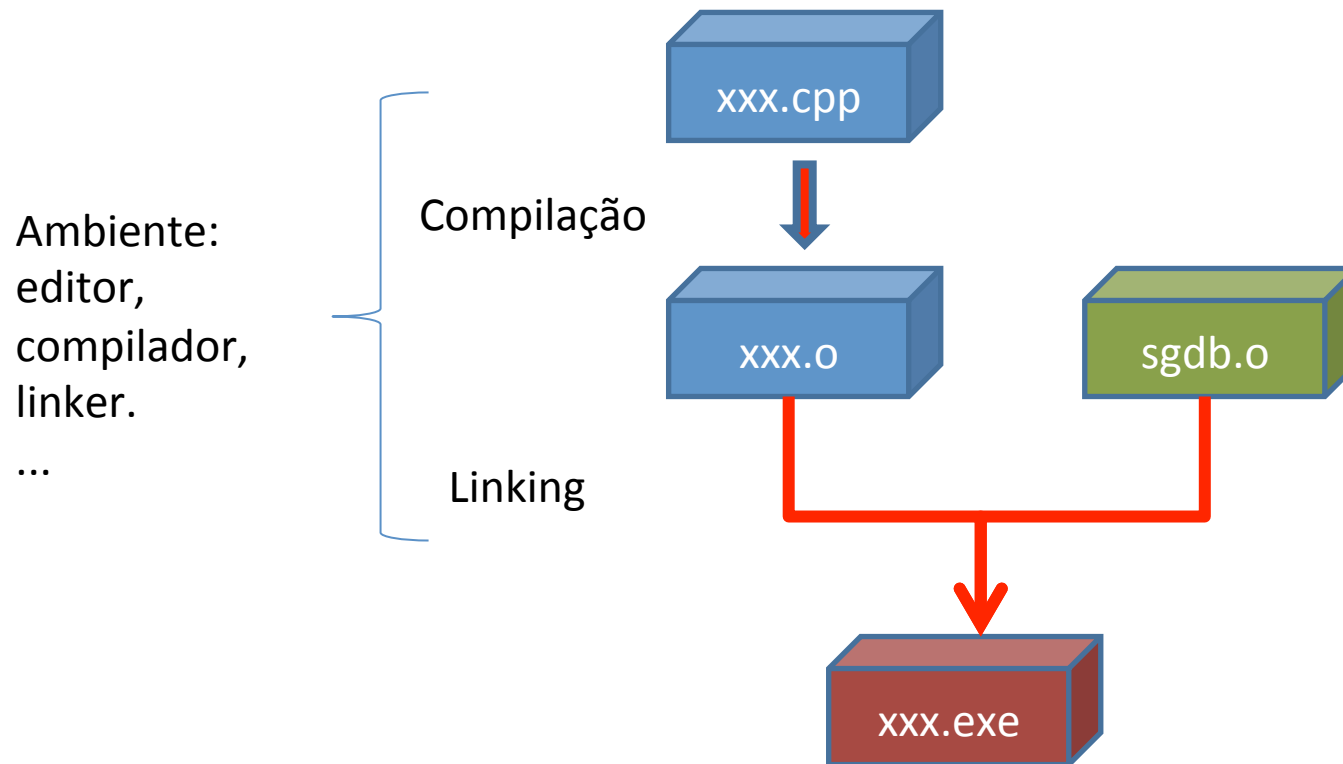 xxx.cpp
Compilação
Ambiente:
editor,
compilador,
linker.
...
xxx.o
sgdb.o
Linking
xxx.exe